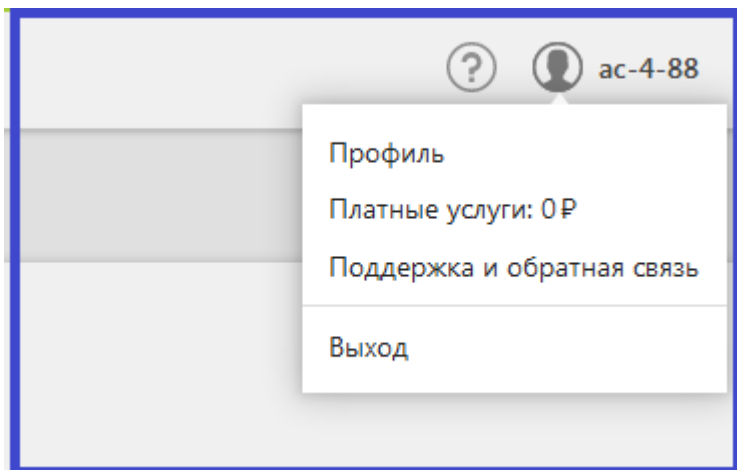 ? ac-4-88
Профиль
Платные услуги: 0 ₽
Поддержка и обратная связь
Выход